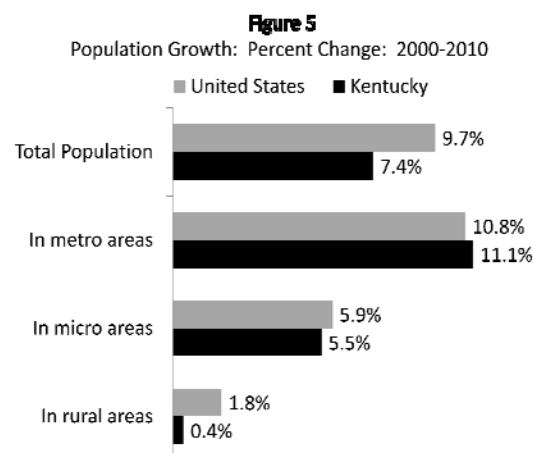 Figure 5
Population Growth: Percent Change: 2000-2010
United States Kentucky
Total Population
9.7%
7.4%
In metro areas
10.8%
11.1%
In micro areas
5.9%
5.5%
In rural areas
1.8%
0.4%